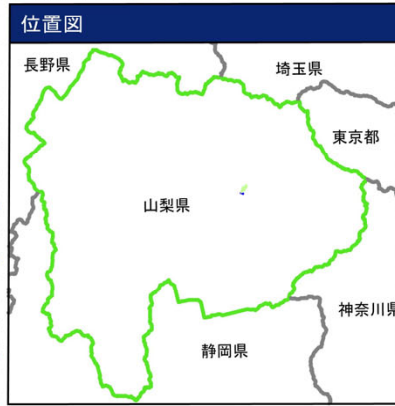 位置図
長野県
埼玉県
東京都
山梨県
神奈川県
静岡県